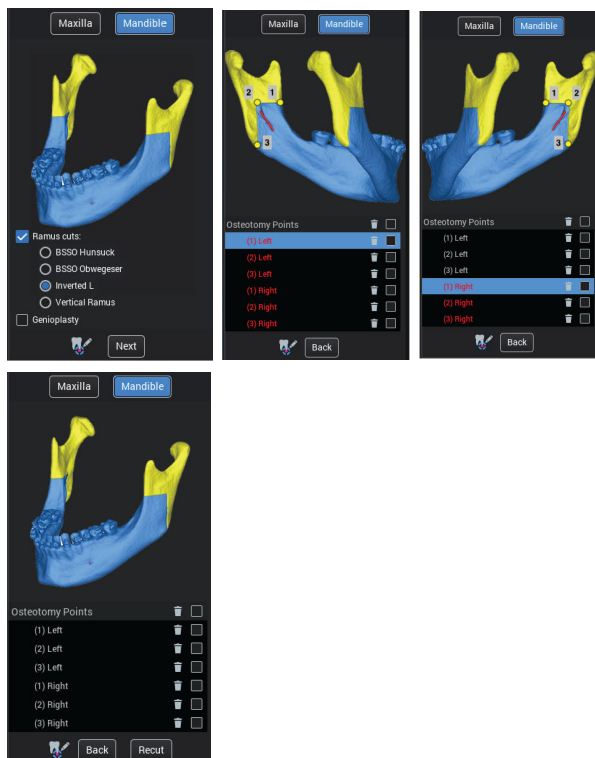 Maxilla Mandible
Ramus cuts:
BSSO Hunsuck
BSSO Obwegeser
Inverted L
Vertical Ramus
Genioplasty
Next
Maxilla Mandible
2 1
3
Osteotomy Points
(1) Left
(2) Left
(3) Left
(1) Right
(2) Right
(3) Right
Back
Maxilla Mandible
1 2
3
Osteotomy Points
(1) Left
(2) Left
(3) Left
(1) Right
(2) Right
(3) Right
Back
Maxilla Mandible
Osteotomy Points
(1) Left
(2) Left
(3) Left
(1) Right
(2) Right
(3) Right
Back Recut